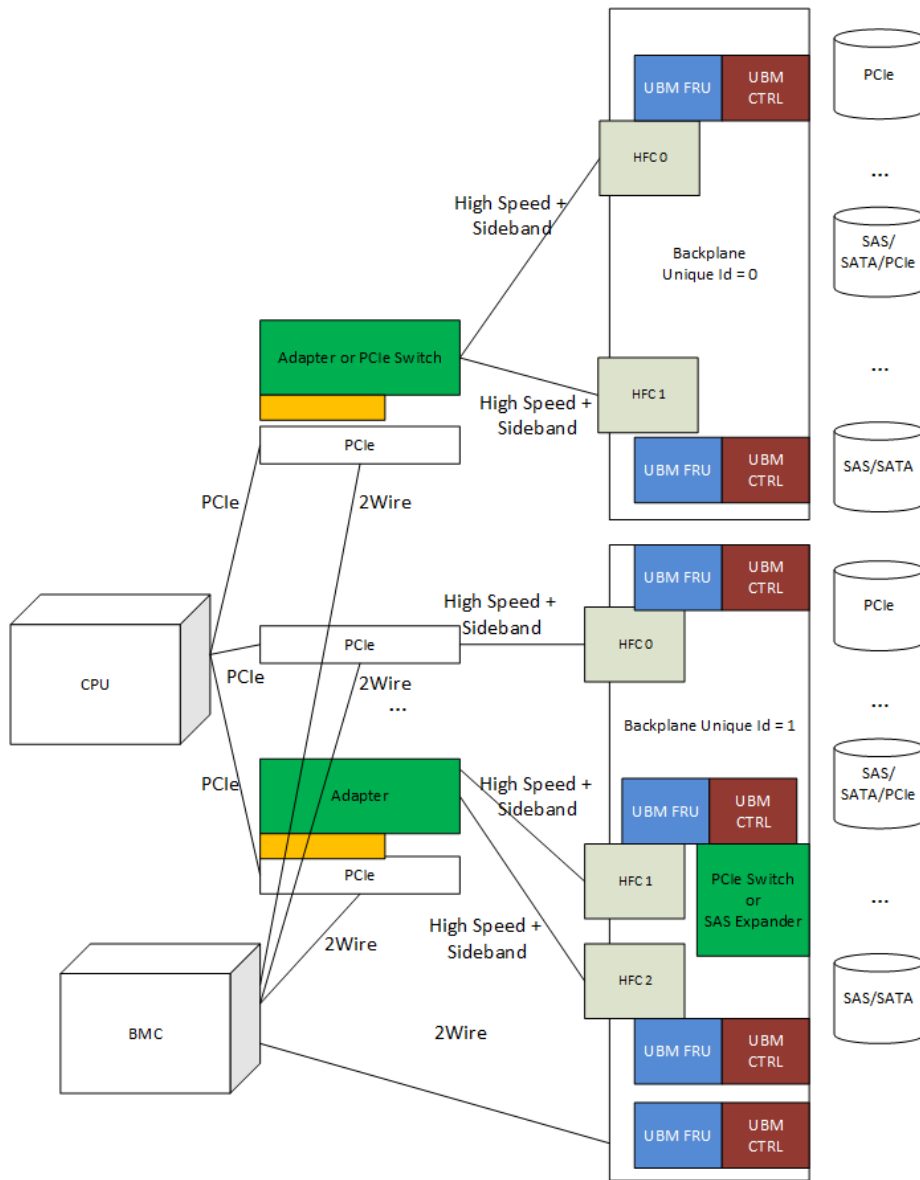 UBM FRU
UBM
CTRL
PCIe
HFC 0
...
High Speed +
Sideband
SAS/
SATA/PCIe
Backplane
Unique Id = 0
Adapter or PCIe Switch
...
HFC 1
High Speed +
Sideband
PCIe
UBM FRU
UBM
CTRL
SAS/SATA
PCIe
2Wire
UBM FRU
UBM
CTRL
PCIe
High Speed +
Sideband
PCIe
HFC 0
CPU
PCIe
2Wire
...
...
Backplane Unique Id = 1
PCIe
Adapter
High Speed +
Sideband
UBM FRU
UBM
CTRL
SAS/
SATA/PCIe
PCIe
HFC 1
PCIe Switch
or
SAS Expander
...
2Wire
High Speed +
Sideband
HFC 2
SAS/SATA
BMC
2Wire
UBM FRU
UBM
CTRL
UBM FRU
UBM
CTRL